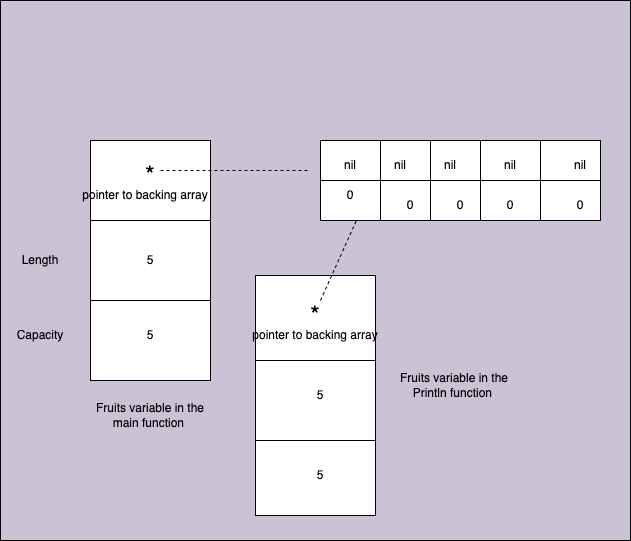 *
pointer to backing array
nil nil nil nil nil
0 0 0 0 0
Length
5
Capacity
5
Fruits variable in the
main function
*
pointer to backing array
5
5
Fruits variable in the
Println function